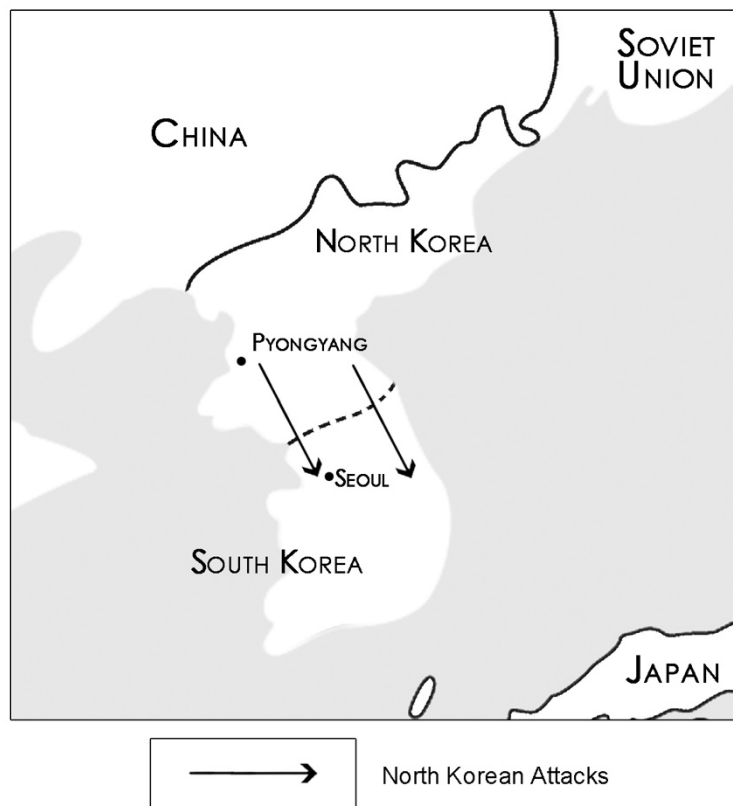 SOVIET
UNION
CHINA
NORTH KOREA
PYONGYANG
SEOUL
SOUTH KOREA
JAPAN
North Korean Attacks